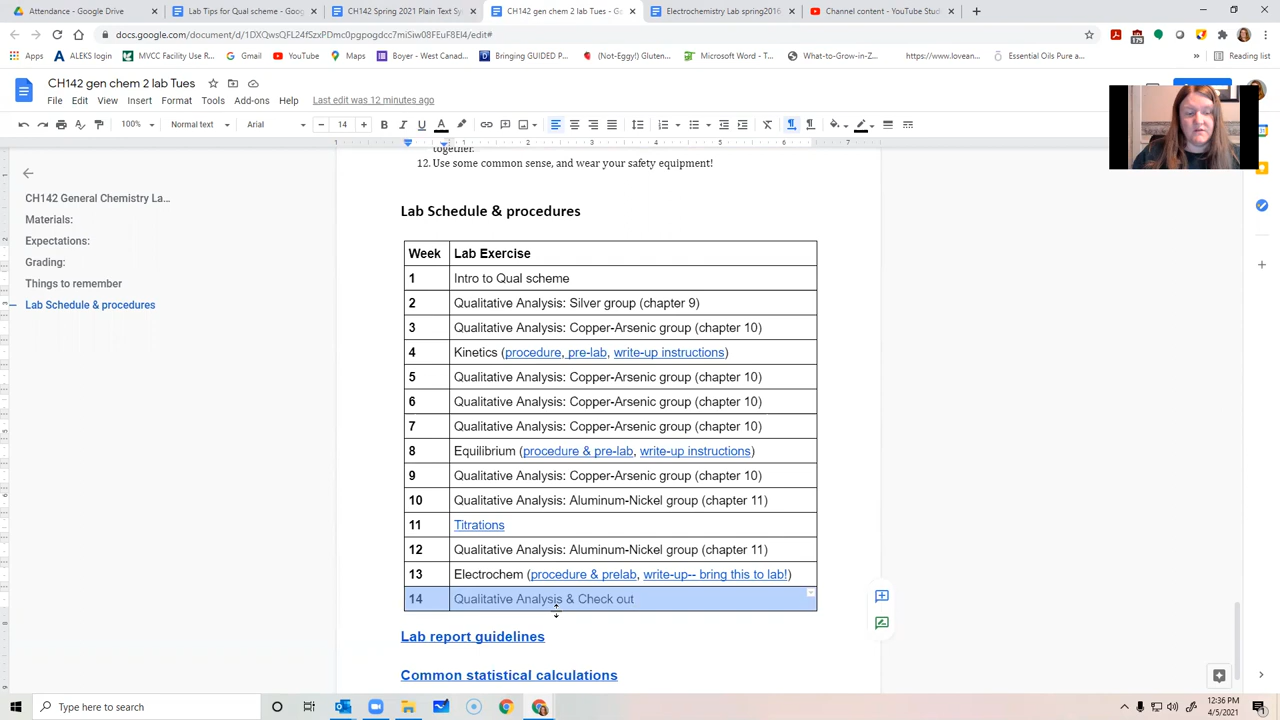 Attendance - Google Drive
Lab Tips for Qual scheme - Goog
CH142 Spring 2021 Plain Text Sy
CH142 gen chem 2 lab Tues - Go
Electrochemistry Lab spring2016
Channel content - YouTube Stud
docs.google.com/document/d/1DXQwsQFL24fSzxPDmc0pgpogdcc7miSiw08FEuF8EI4/edit#
175
Apps
ALEKS login
MVCC Facility Reques...
Gmail
YouTube
Maps
Boyer - West Canad...
Bringing GUIDED P...
(Not-Eggy!) Gluten...
Microsoft Word - T...
What-to-Grow-in-Z...
https://www.lovean...
Essential Oils Pure a...
»
Reading list
CH142 gen chem 2 lab Tues
File Edit View Insert Format Tools Add-ons Help Last edit was 12 minutes ago
100% Normal text Arial 14
CH142 General Chemistry La...
Materials:
Expectations:
Grading:
Things to remember
Lab Schedule & procedures
together.
12. Use some common sense, and wear your safety equipment!
Lab Schedule & procedures
Week Lab Exercise
1 Intro to Qual scheme
2 Qualitative Analysis: Silver group (chapter 9)
3 Qualitative Analysis: Copper-Arsenic group (chapter 10)
4 Kinetics (procedure, pre-lab, write-up instructions)
5 Qualitative Analysis: Copper-Arsenic group (chapter 10)
6 Qualitative Analysis: Copper-Arsenic group (chapter 10)
7 Qualitative Analysis: Copper-Arsenic group (chapter 10)
8 Equilibrium (procedure & pre-lab, write-up instructions)
9 Qualitative Analysis: Copper-Arsenic group (chapter 10)
10 Qualitative Analysis: Aluminum-Nickel group (chapter 11)
11 Titrations
12 Qualitative Analysis: Aluminum-Nickel group (chapter 11)
13 Electrochem (procedure & prelab, write-up-- bring this to lab!)
14 Qualitative Analysis & Check out
Lab report guidelines
Common statistical calculations
Type here to search
12:36 PM
4/5/2021